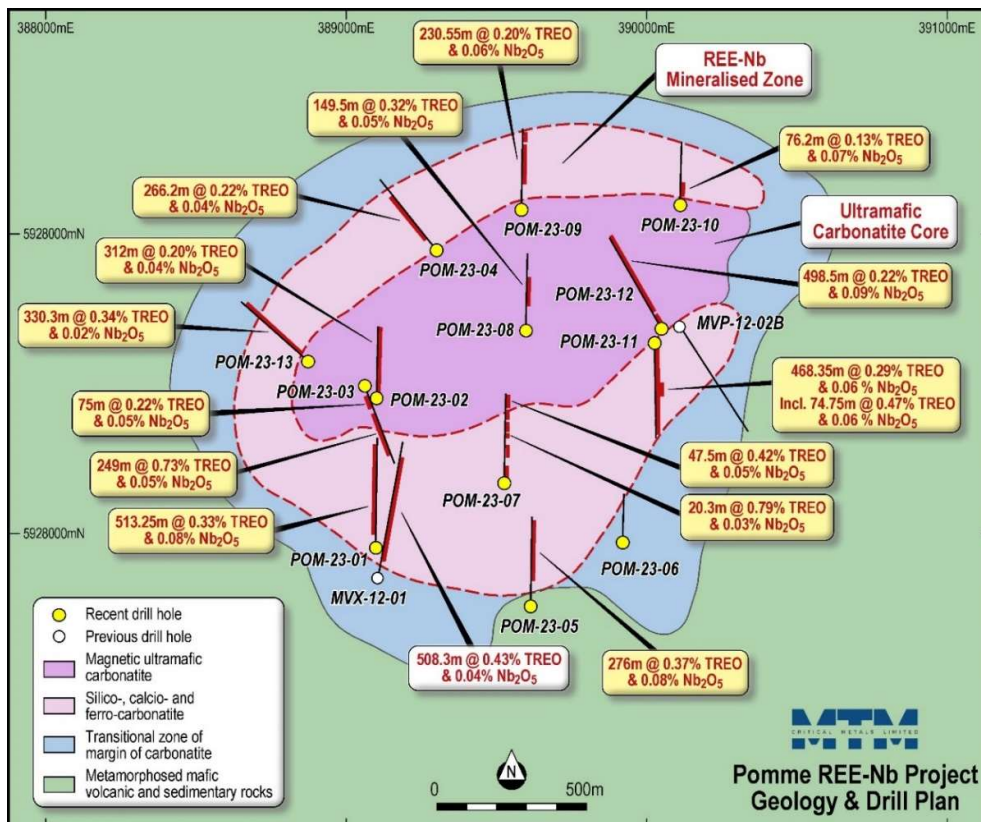 388000mE
389000mE
390000mE
391000mE
230.55m @ 0.20% TREO
& 0.06% Nb₂O₅
REE-Nb
Mineralised Zone
149.5m @ 0.32% TREO
& 0.05% Nb₂O₅
76.2m @ 0.13% TREO
& 0.07% Nb₂O₅
266.2m @ 0.22% TREO
& 0.04% Nb₂O₅
POM-23-09
POM-23-10
Ultramafic
Carbonatite Core
5928000mN
312m @ 0.20% TREO
& 0.04% Nb₂O₅
POM-23-04
POM-23-12
498.5m @ 0.22% TREO
& 0.09% Nb₂O₅
330.3m @ 0.34% TREO
& 0.02% Nb₂O₅
POM-23-08
MVP-12-02B
POM-23-11
POM-23-13
POM-23-03
POM-23-02
468.35m @ 0.29% TREO
& 0.06 % Nb₂O₅
Incl. 74.75m @ 0.47% TREO
& 0.06 % Nb₂O₅
75m @ 0.22% TREO
& 0.05% Nb₂O₅
249m @ 0.73% TREO
& 0.05% Nb₂O₅
47.5m @ 0.42% TREO
& 0.05% Nb₂O₅
POM-23-07
20.3m @ 0.79% TREO
& 0.03% Nb₂O₅
513.25m @ 0.33% TREO
& 0.08% Nb₂O₅
5928000mN
POM-23-01
POM-23-06
MVX-12-01
POM-23-05
508.3m @ 0.43% TREO
& 0.04% Nb₂O₅
276m @ 0.37% TREO
& 0.08% Nb₂O₅
Recent drill hole
Previous drill hole
Magnetic ultramafic
carbonatite
Silico-, calcio- and
ferro-carbonatite
Transitional zone of
margin of carbonatite
Metamorphosed mafic
volcanic and sedimentary rocks
N
0
500m
MTM
CRITICAL METALS LIMITED
Pomme REE-Nb Project
Geology & Drill Plan